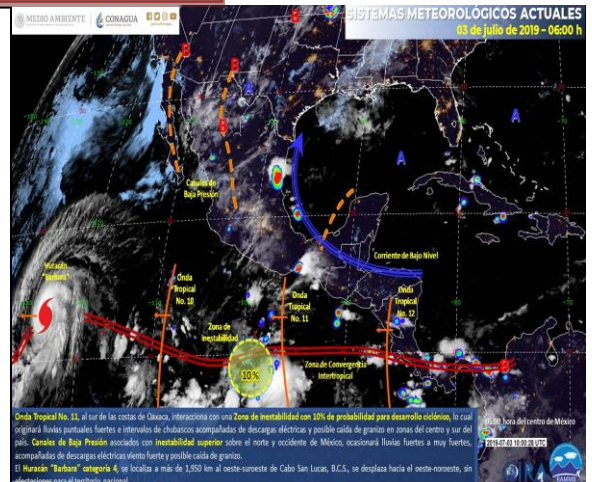 MEDIO AMBIENTE
CONAGUA
SISTEMAS METEOROLÓGICOS ACTUALES
03 de julio de 2019 – 06:00 h
B
B
B
B
A
A
A
Canales de
Baja Presión
Corriente de Bajo Nivel
Huracán
"Barbara"
Onda
Tropical
No. 10
Zona de
inestabilidad
10 %
Onda
Tropical
No. 11
Onda
Tropical
No. 12
Zona de Convergencia
Intertropical
B
Onda Tropical No. 11, al sur de las costas de Oaxaca, interacciona con una Zona de inestabilidad con 10% de probabilidad para desarrollo ciclónico, lo cual
originará lluvias puntuales fuertes e intervalos de chubascos acompañadas de descargas eléctricas y posible caída de granizo en zonas del centro y sur del
país. Canales de Baja Presión asociados con inestabilidad superior sobre el norte y occidente de México, ocasionará lluvias fuertes a muy fuertes,
acompañadas de descargas eléctricas viento fuerte y posible caída de granizo.
El Huracán "Barbara" categoría 4, se localiza a más de 1,950 km al oeste-suroeste de Cabo San Lucas, B.C.S., se desplaza hacia el oeste-noroeste, sin
afectaciones para el territorio nacional.
05:00 hora del centro de México
2019-07-03 10:00:26 UTC
CIRA
RAMMB